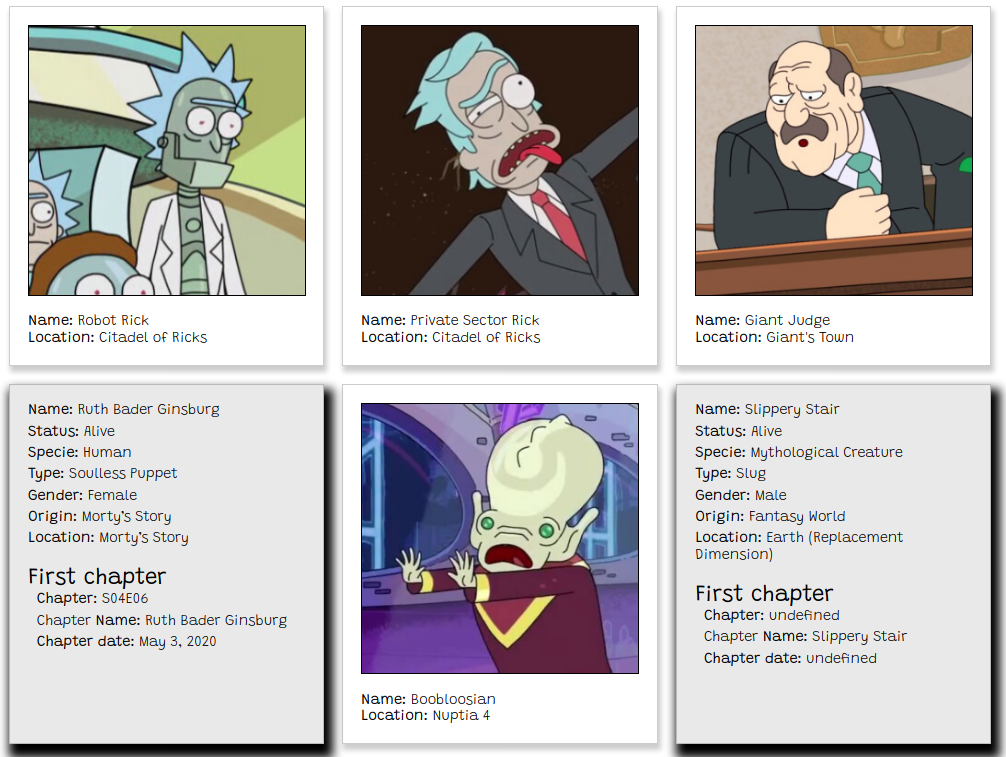 Name: Robot Rick
Location: Citadel of Ricks
Name: Private Sector Rick
Location: Citadel of Ricks
Name: Giant Judge
Location: Giant's Town
Name: Ruth Bader Ginsburg
Status: Alive
Specie: Human
Type: Soulless Puppet
Gender: Female
Origin: Morty's Story
Location: Morty's Story
First chapter
Chapter: S04E06
Chapter Name: Ruth Bader Ginsburg
Chapter date: May 3, 2020
Name: Boobloosian
Location: Nuptia 4
Name: Slippery Stair
Status: Alive
Specie: Mythological Creature
Type: Slug
Gender: Male
Origin: Fantasy World
Location: Earth (Replacement
Dimension)
First chapter
Chapter: undefined
Chapter Name: Slippery Stair
Chapter date: undefined